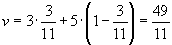 v = 3 · 3/11 + 5 · (1 − 3/11) = 49/11